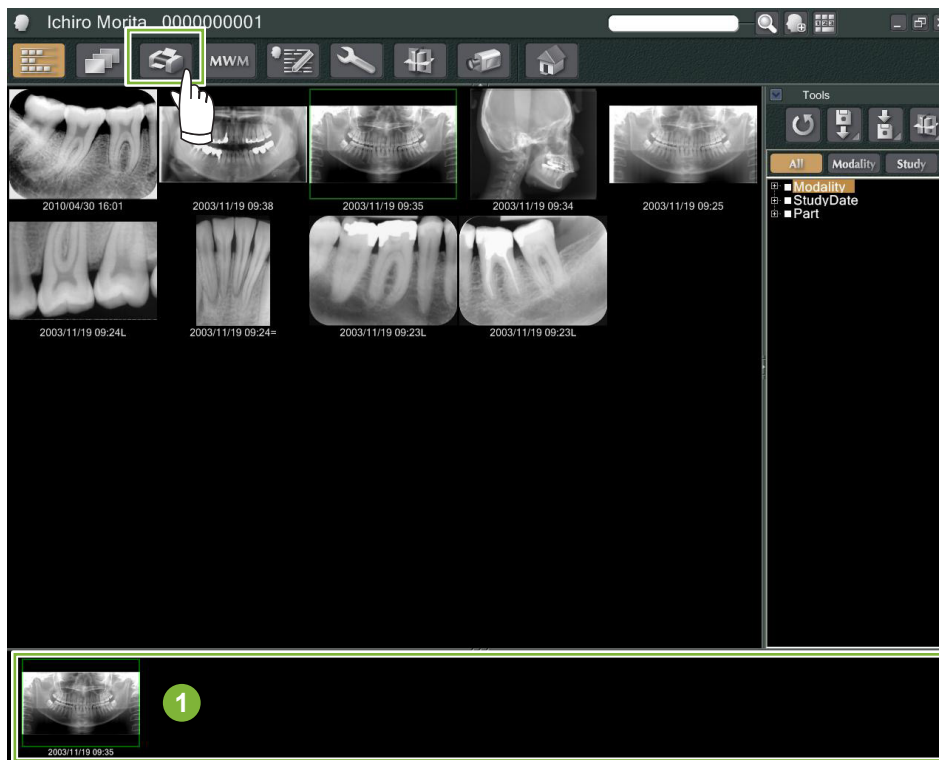 Ichiro Morita 0000000001
MWM
Tools
All Modality Study
Modality
StudyDate
Part
2010/04/30 16:01
2003/11/19 09:38
2003/11/19 09:35
2003/11/19 09:34
2003/11/19 09:25
2003/11/19 09:24L
2003/11/19 09:24=
2003/11/19 09:23L
2003/11/19 09:23L
1
2003/11/19 09:35